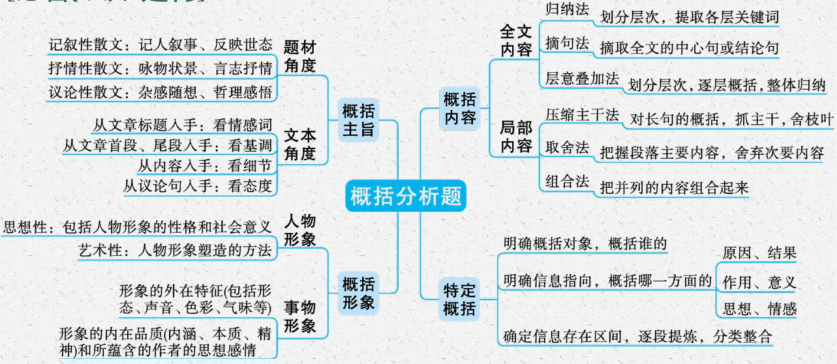 概括分析题
概括
主旨
题材
角度
记叙性散文：记人叙事、反映世态
抒情性散文：咏物状景、言志抒情
议论性散文：杂感随想、哲理感悟
文本
角度
从文章标题入手：看情感词
从文章首段、尾段入手：看基调
从内容入手：看细节
从议论句入手：看态度
概括
形象
人物
形象
思想性：包括人物形象的性格和社会意义
艺术性：人物形象塑造的方法
事物
形象
形象的外在特征(包括形
态、声音、色彩、气味等)
形象的内在品质(内涵、本质、精
神)和所蕴含的作者的思想感情
概括
内容
全文
内容
归纳法
划分层次，提取各层关键词
摘句法
摘取全文的中心句或结论句
层意叠加法
划分层次，逐层概括，整体归纳
局部
内容
压缩主干法
对长句的概括，抓主干，舍枝叶
取舍法
把握段落主要内容，舍弃次要内容
组合法
把并列的内容组合起来
特定
概括
明确概括对象，概括谁的
明确信息指向，概括哪一方面的
原因、结果
作用、意义
思想、情感
确定信息存在区间，逐段提炼，分类整合